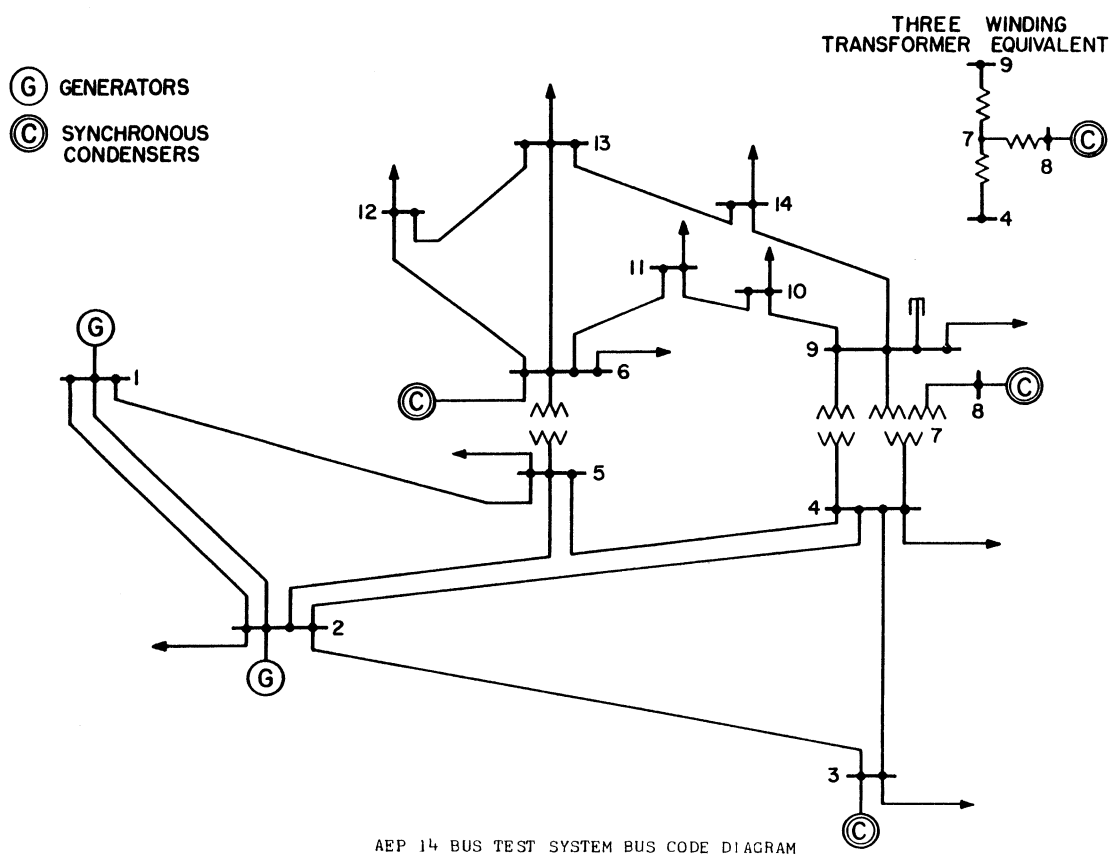 THREE WINDING
TRANSFORMER EQUIVALENT
9
7
C
8
4
G GENERATORS
C SYNCHRONOUS
CONDENSERS
13
12
14
11
10
G
1
9
6
C
8
C
7
5
4
2
G
3
C
AEP 14 BUS TEST SYSTEM BUS CODE DIAGRAM